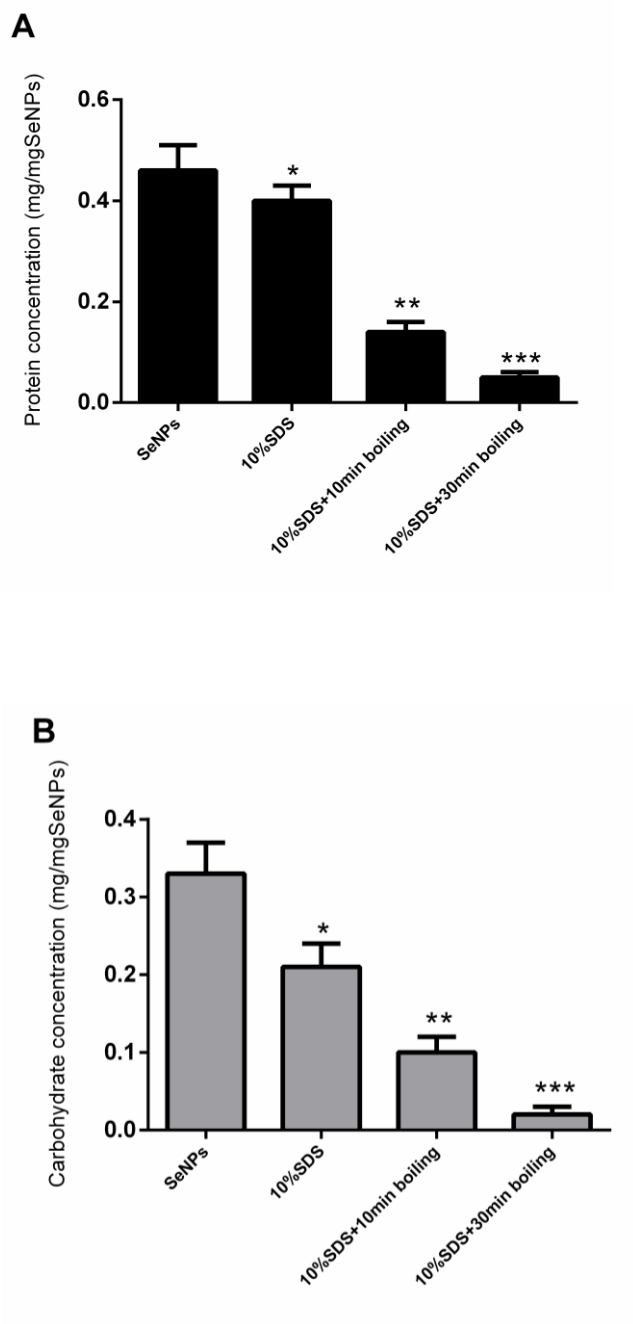 A
Protein concentration (mg/mgSeNPs)
0.6
0.4
0.2
0.0
*
**
***
SeNPs
10%SDS
10%SDS+10min boiling
10%SDS+30min boiling
B
Carbohydrate concentration (mg/mgSeNPs)
0.4
0.3
0.2
0.1
0.0
*
**
***
SeNPs
10%SDS
10%SDS+10min boiling
10%SDS+30min boiling